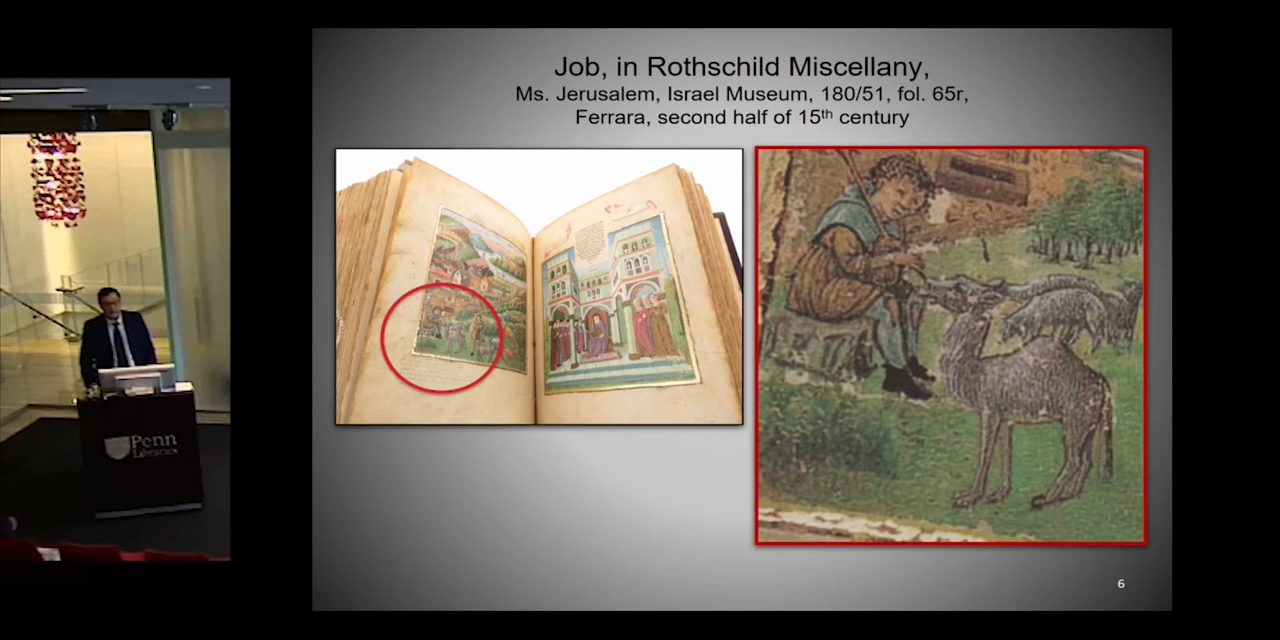 Job, in Rothschild Miscellany,
Ms. Jerusalem, Israel Museum, 180/51, fol. 65r,
Ferrara, second half of 15th century
Penn
Libraries
6